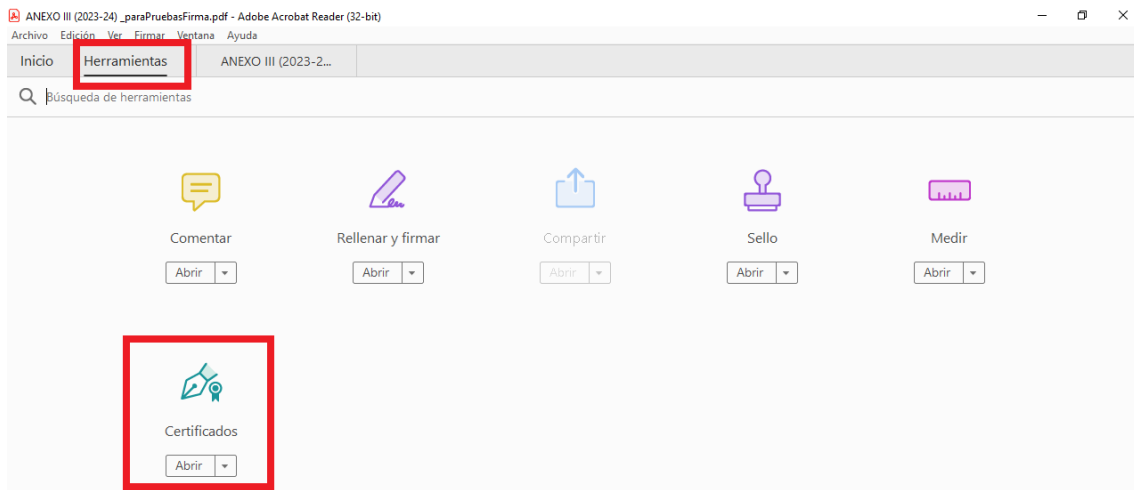 ANEXO III (2023-24) _paraPruebasFirma.pdf - Adobe Acrobat Reader (32-bit)
Archivo Edición Ver Firmar Ventana Ayuda
Inicio Herramientas ANEXO III (2023-2...
Búsqueda de herramientas
Comentar Rellenar y firmar Compartir Sello Medir
Abrir Abrir Abrir Abrir Abrir
Certificados
Abrir